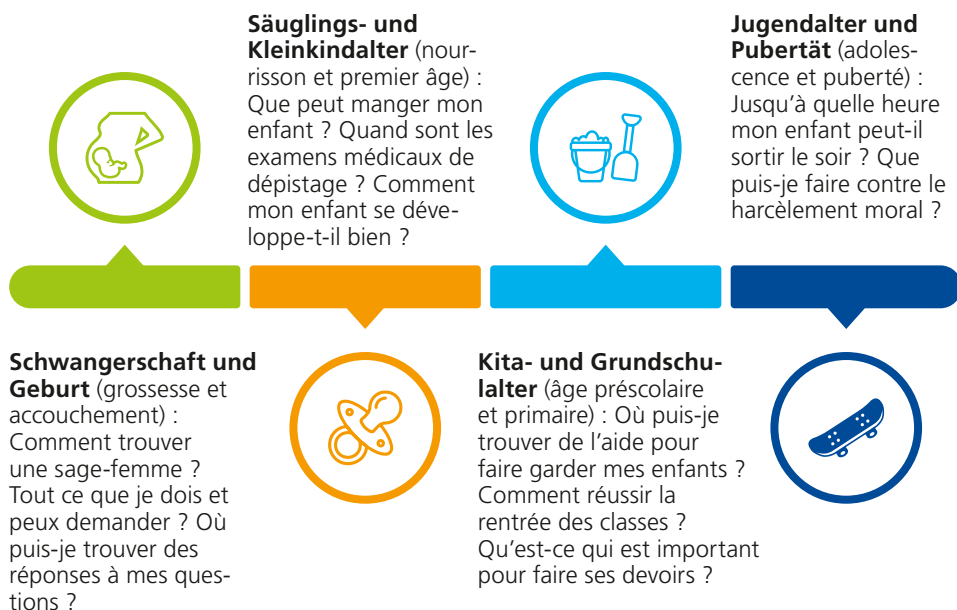 Säuglings- und
Kleinkindalter (nour-
risson et premier âge) :
Que peut manger mon
enfant ? Quand sont les
examens médicaux de
dépistage ? Comment
mon enfant se déve-
loppe-t-il bien ?
Jugendalter und
Pubertät (adoles-
cence et puberté) :
Jusqu’à quelle heure
mon enfant peut-il
sortir le soir ? Que
puis-je faire contre le
harcèlement moral ?
Schwangerschaft und
Geburt (grossesse et
accouchement) :
Comment trouver
une sage-femme ?
Tout ce que je dois et
peux demander ? Où
puis-je trouver des
réponses à mes ques-
tions ?
Kita- und Grundschu-
lalter (âge préscolaire
et primaire) : Où puis-je
trouver de l’aide pour
faire garder mes enfants ?
Comment réussir la
rentrée des classes ?
Qu’est-ce qui est important
pour faire ses devoirs ?